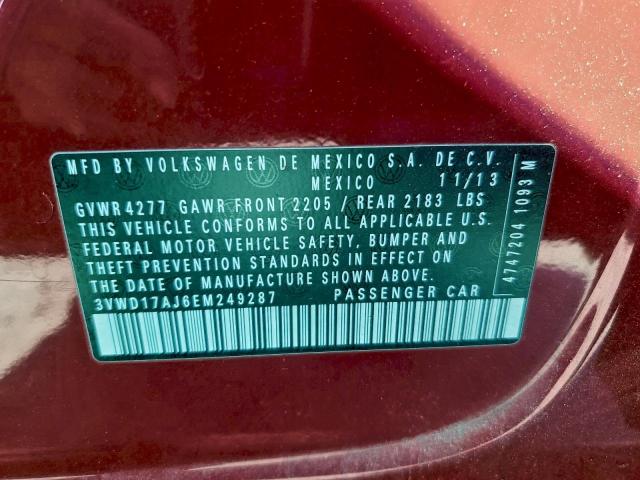 MFD BY VOLKSWAGEN DE MEXICO S.A. DE C.V.
MEXICO 11/13
GVWR 4277 GAWR FRONT 2205 / REAR 2183 LBS
THIS VEHICLE CONFORMS TO ALL APPLICABLE U.S.
FEDERAL MOTOR VEHICLE SAFETY, BUMPER AND
THEFT PREVENTION STANDARDS IN EFFECT ON
THE DATE OF MANUFACTURE SHOWN ABOVE.
3VWD17AJ6EM249287 PASSENGER CAR
4747204 1093 M